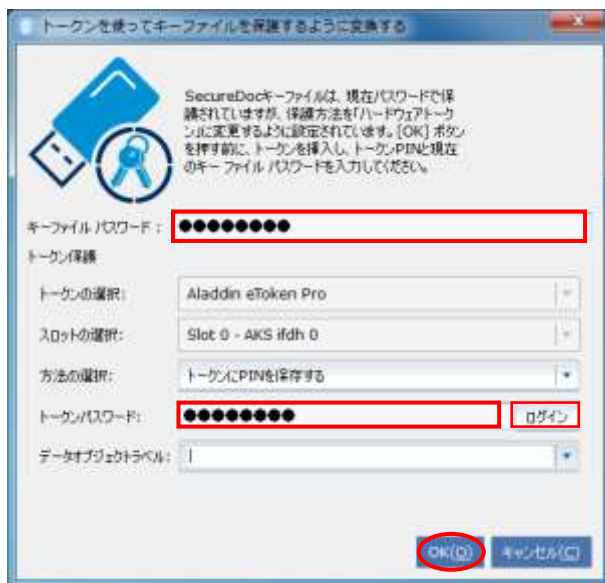 トークンを使ってキーファイルを保護するように変換する
SecureDocキーファイルは、現在パスワードで保
護されていますが、保護方法を「ハードウェアトーク
ン」に変更するように設定されています。[OK] ボタン
を押す前に、トークンを挿入し、トークンPINと現在
のキー ファイル パスワードを入力してください。
キーファイル パスワード : ●●●●●●●●
トークン保護
トークンの選択: Aladdin eToken Pro
スロットの選択: Slot 0 - AKS ifdh 0
方法の選択: トークンにPINを保存する
トークンパスワード: ●●●●●●●● ログイン
データオブジェクトラベル:
OK(O) キャンセル(C)